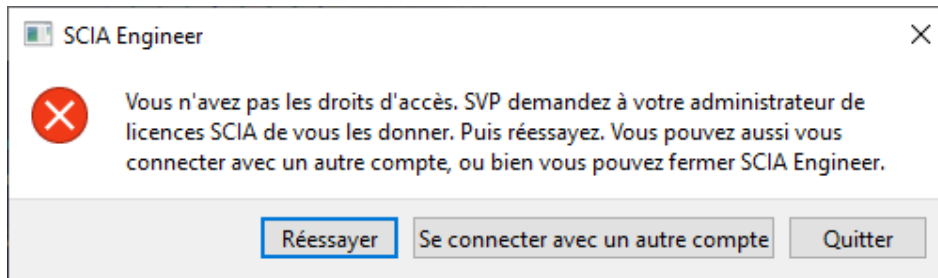 SCIA Engineer
Vous n'avez pas les droits d'accès. SVP demandez à votre administrateur de
licences SCIA de vous les donner. Puis réessayez. Vous pouvez aussi vous
connecter avec un autre compte, ou bien vous pouvez fermer SCIA Engineer.
Réessayer Se connecter avec un autre compte Quitter